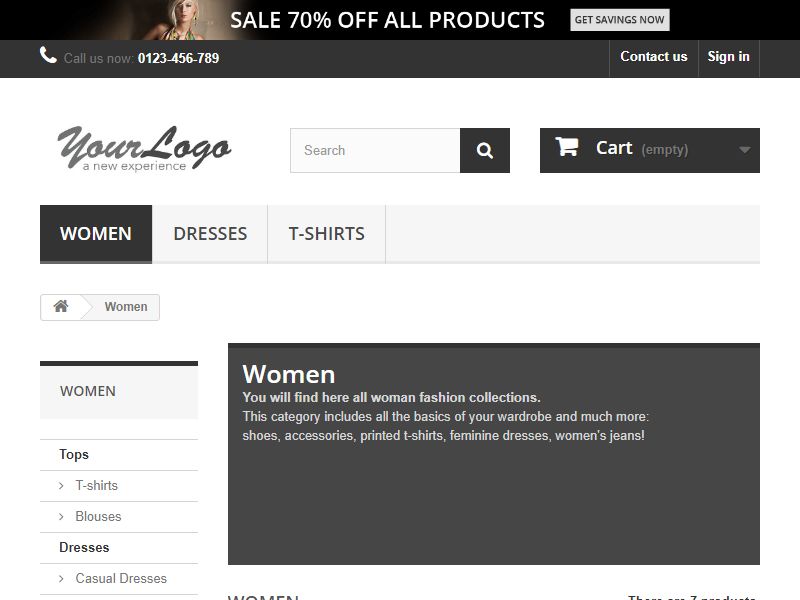 SALE 70% OFF ALL PRODUCTS GET SAVINGS NOW
Call us now: 0123-456-789 Contact us Sign in
YourLogo
a new experience
Search
Cart (empty)
WOMEN DRESSES T-SHIRTS
Women
WOMEN
Tops
T-shirts
Blouses
Dresses
Casual Dresses
Women
You will find here all woman fashion collections.
This category includes all the basics of your wardrobe and much more:
shoes, accessories, printed t-shirts, feminine dresses, women's jeans!
WOMEN There are 7 products.